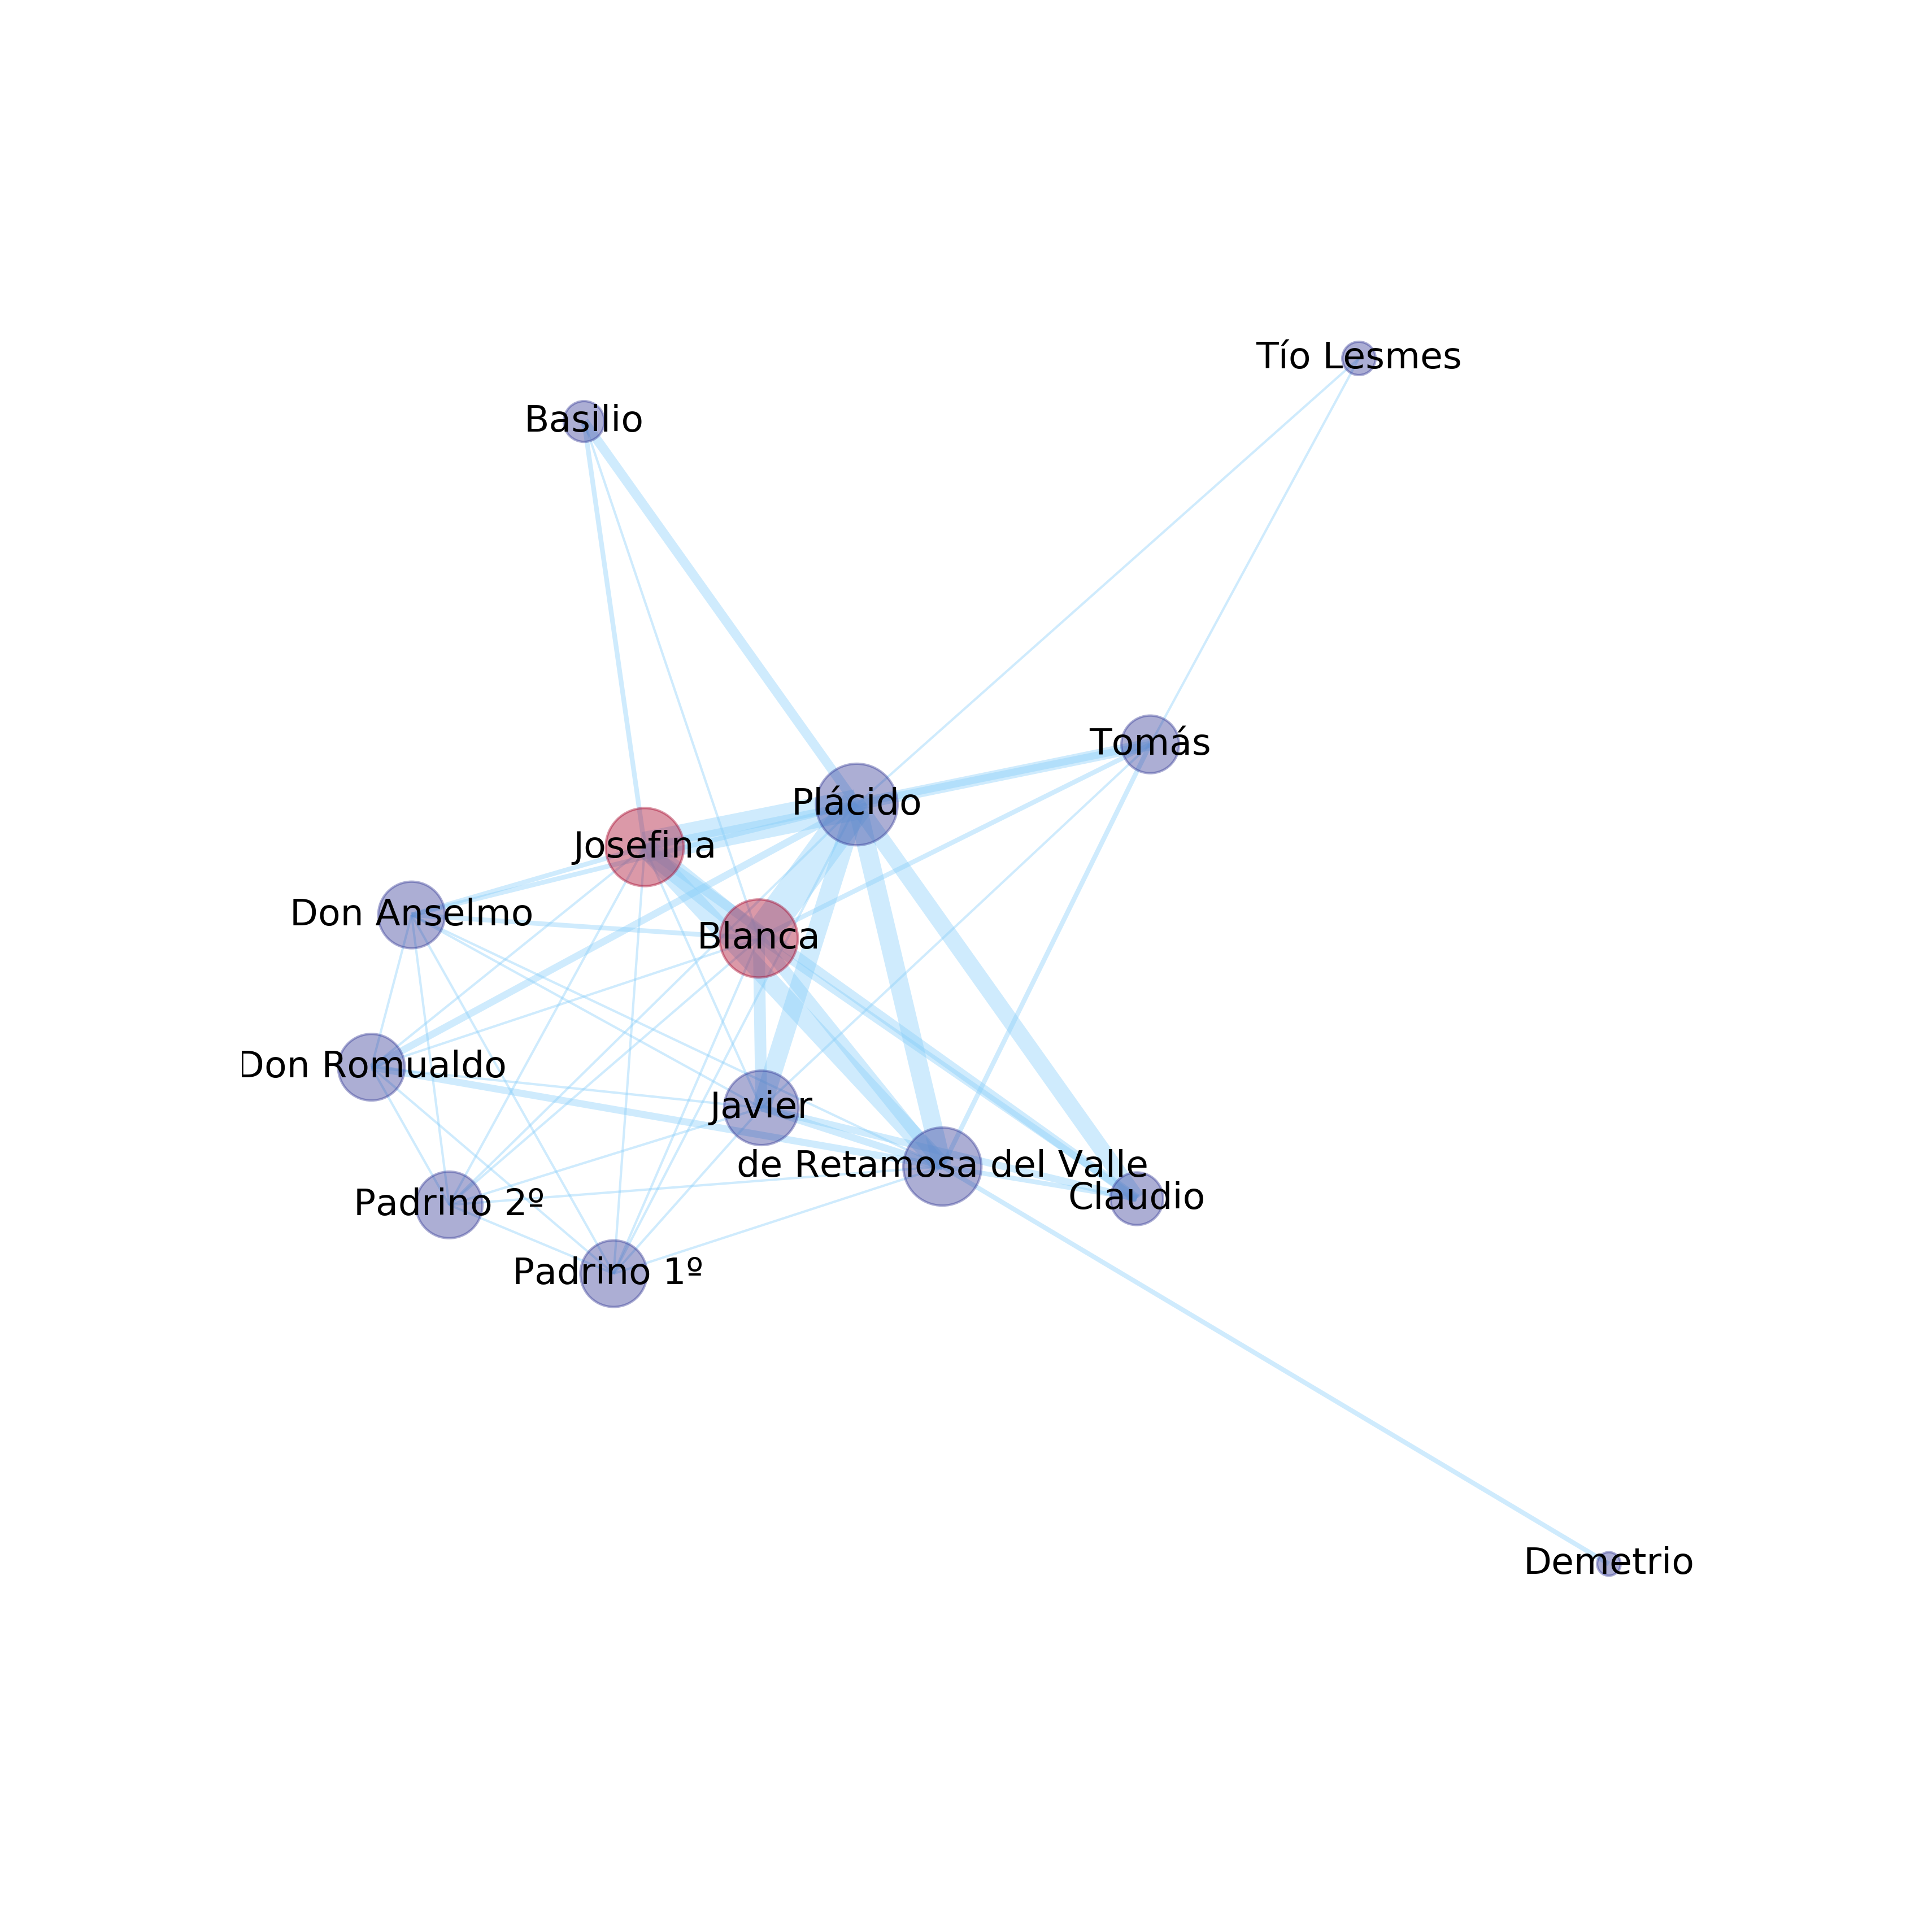 Tío Lesmes
Basilio
Tomás
Plácido
Josefina
Don Anselmo
Blanca
Don Romualdo
Javier
de Retamosa del Valle
Claudio
Padrino 2º
Padrino 1º
Demetrio